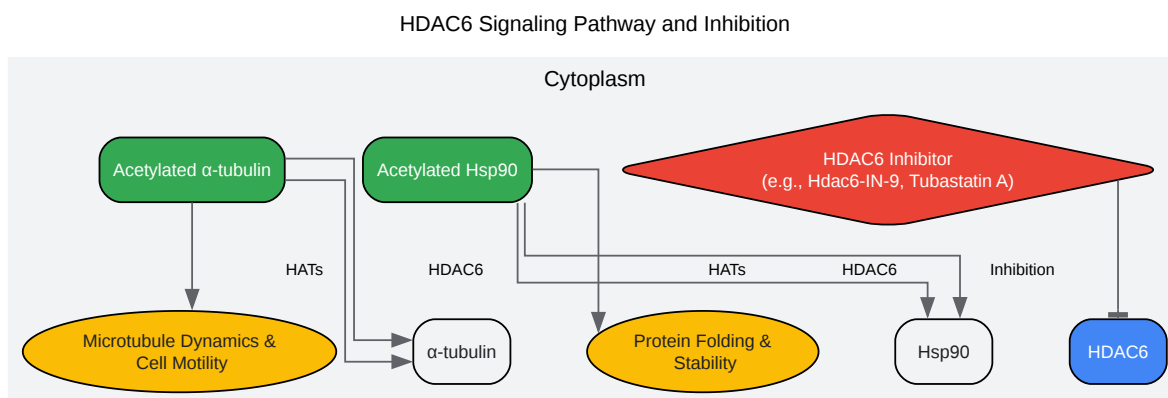 HDAC6 Signaling Pathway and Inhibition
Cytoplasm
Acetylated α-tubulin
Acetylated Hsp90
HDAC6 Inhibitor
(e.g., Hdac6-IN-9, Tubastatin A)
HATs
HDAC6
HATs
HDAC6
Inhibition
Microtubule Dynamics &
Cell Motility
α-tubulin
Protein Folding &
Stability
Hsp90
HDAC6